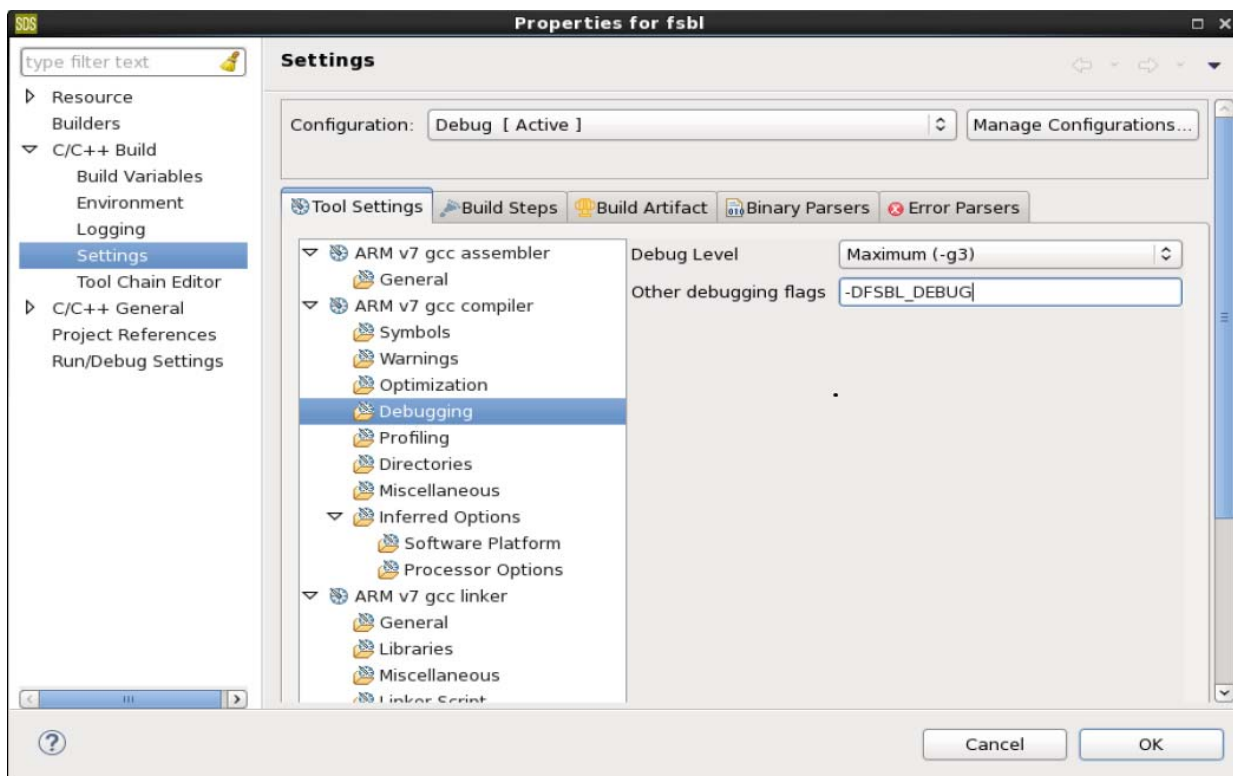 SDS
Properties for fsbl
type filter text
Resource
Builders
C/C++ Build
Build Variables
Environment
Logging
Settings
Tool Chain Editor
C/C++ General
Project References
Run/Debug Settings
Settings
Configuration: Debug [ Active ] Manage Configurations...
Tool Settings Build Steps Build Artifact Binary Parsers Error Parsers
ARM v7 gcc assembler
General
ARM v7 gcc compiler
Symbols
Warnings
Optimization
Debugging
Profiling
Directories
Miscellaneous
Inferred Options
Software Platform
Processor Options
ARM v7 gcc linker
General
Libraries
Miscellaneous
Linker Script
Debug Level Maximum (-g3)
Other debugging flags -DFSBL_DEBUG
Cancel OK